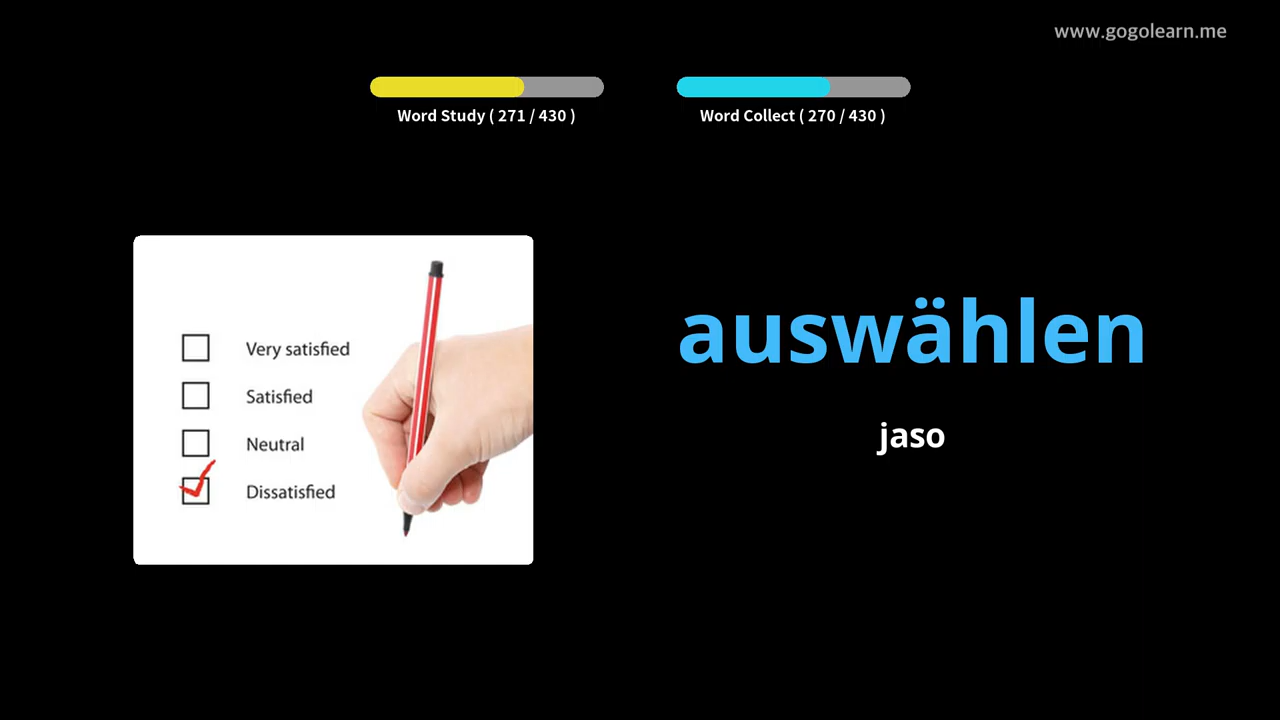 www.gogolearn.me
Word Study ( 271 / 430 )
Word Collect ( 270 / 430 )
Very satisfied
Satisfied
Neutral
Dissatisfied
auswählen
jaso